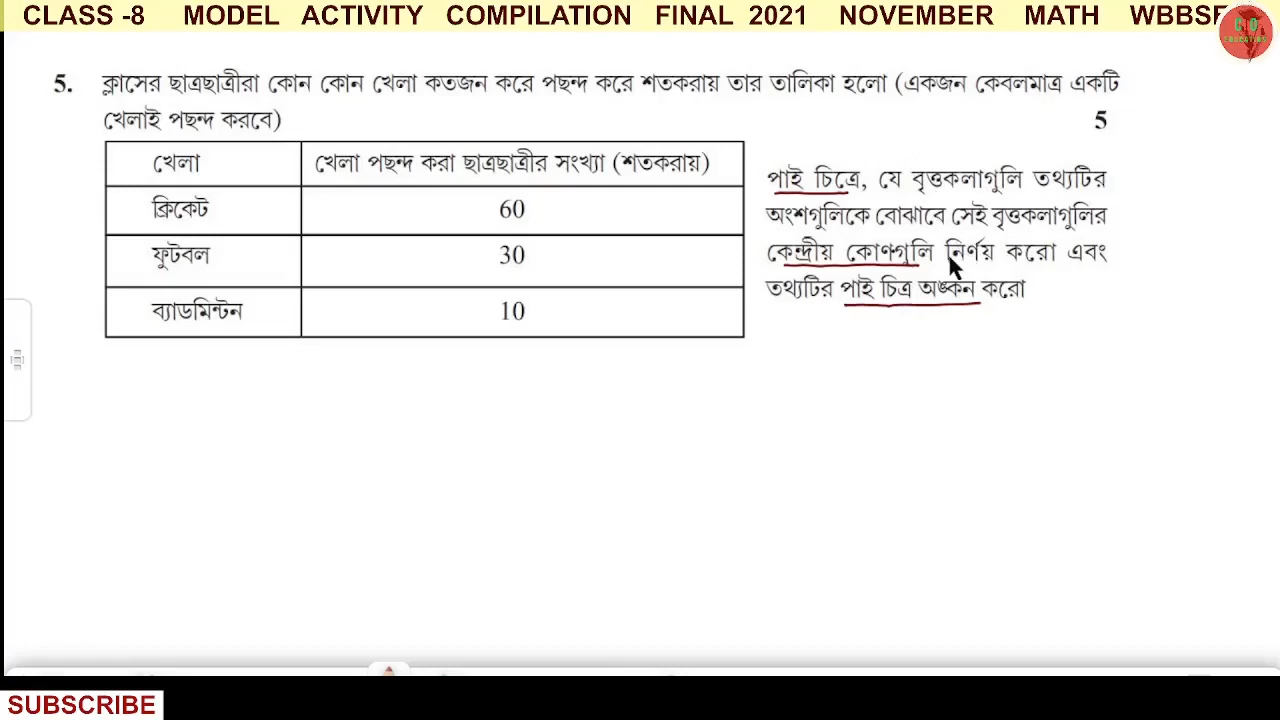 CLASS -8 MODEL ACTIVITY COMPILATION FINAL 2021 NOVEMBER MATH WBBSE
5. ক্লাসের ছাত্রছাত্রীরা কোন কোন খেলা কতজন করে পছন্দ করে শতকরায় তার তালিকা হলো (একজন কেবলমাত্র একটি
খেলাই পছন্দ করবে) 5
খেলা খেলা পছন্দ করা ছাত্রছাত্রীর সংখ্যা (শতকরায়)
ক্রিকেট 60
ফুটবল 30
ব্যাডমিন্টন 10
পাই চিত্রে, যে বৃত্তকলাগুলি তথ্যটির
অংশগুলিকে বোঝাবে সেই বৃত্তকলাগুলির
কেন্দ্রীয় কোণগুলি নির্ণয় করো এবং
তথ্যটির পাই চিত্র অঙ্কন করো
SUBSCRIBE